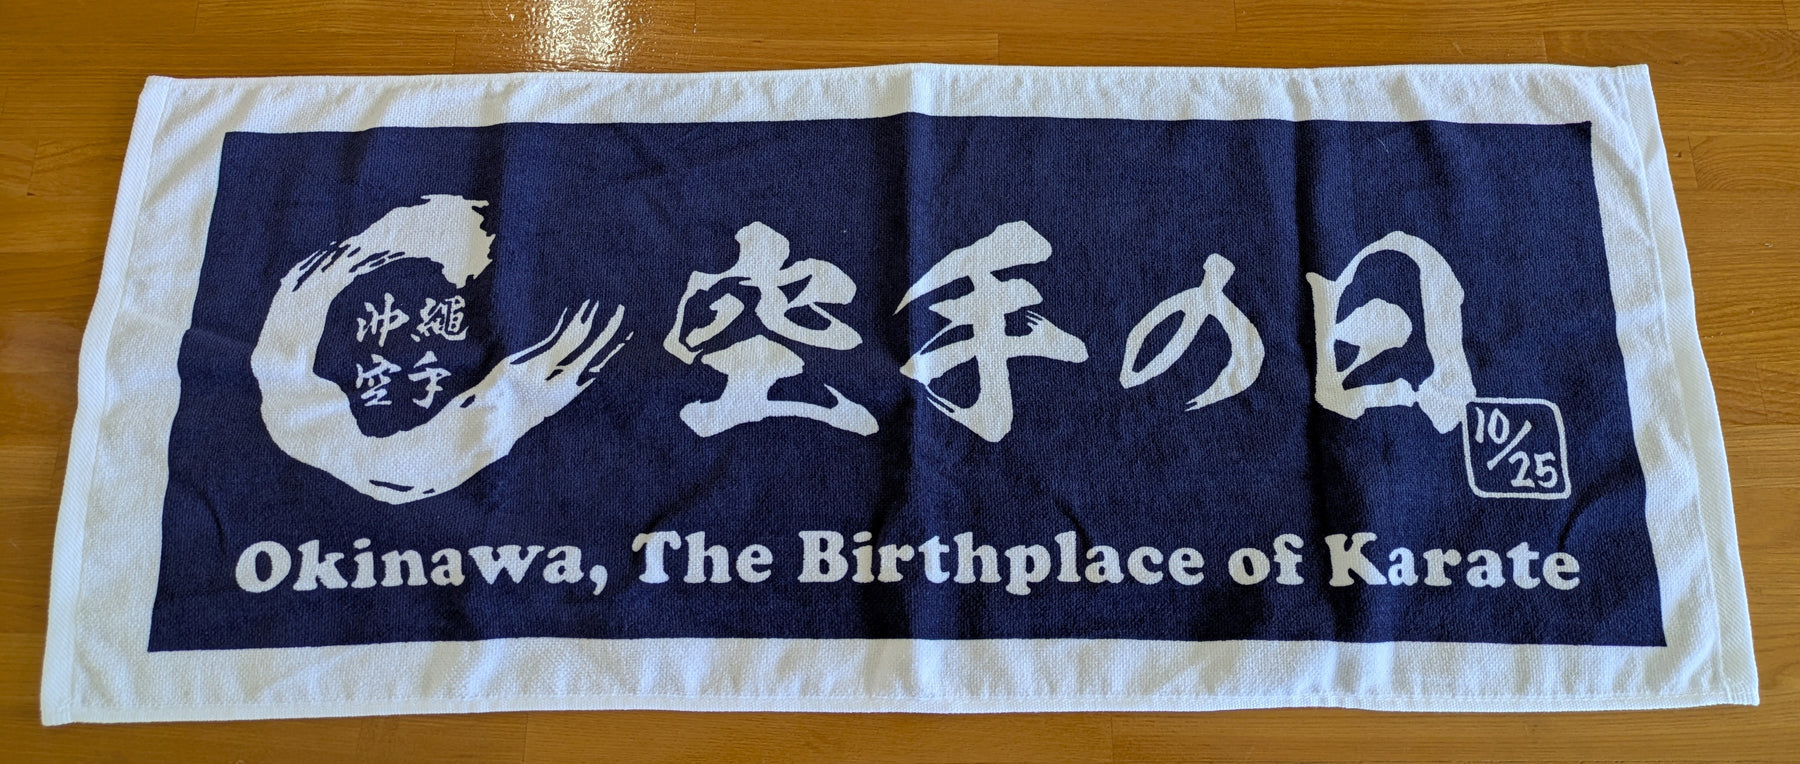 沖縄
空手
空手の日
10/25
Okinawa, The Birthplace of Karate